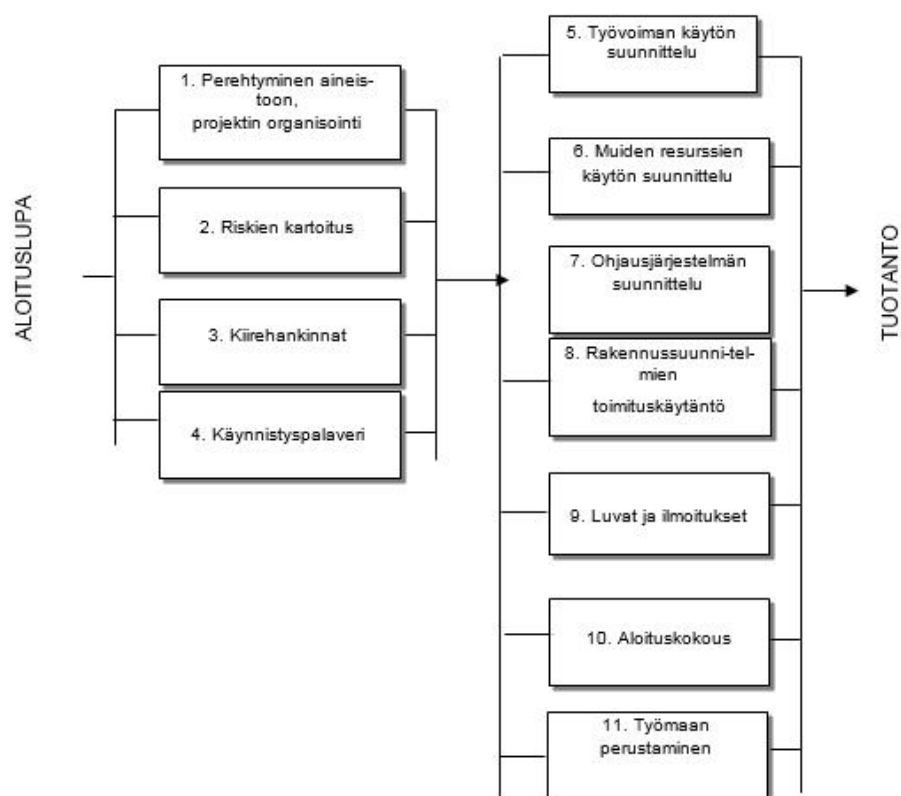 ALOITUSLUPA
1. Perehtyminen aineis-
toon,
projektin organisointi
2. Riskien kartoitus
3. Kiirehankinnat
4. Käynnistyspalaveri
5. Työvoiman käytön
suunnittelu
6. Muiden resurssien
käytön suunnittelu
7. Ohjausjärjestelmän
suunnittelu
8. Rakennussuunni-tel-
mien
toimituskäytäntö
9. Luvat ja ilmoitukset
10. Aloituskokous
11. Työmaan
perustaminen
TUOTANTO